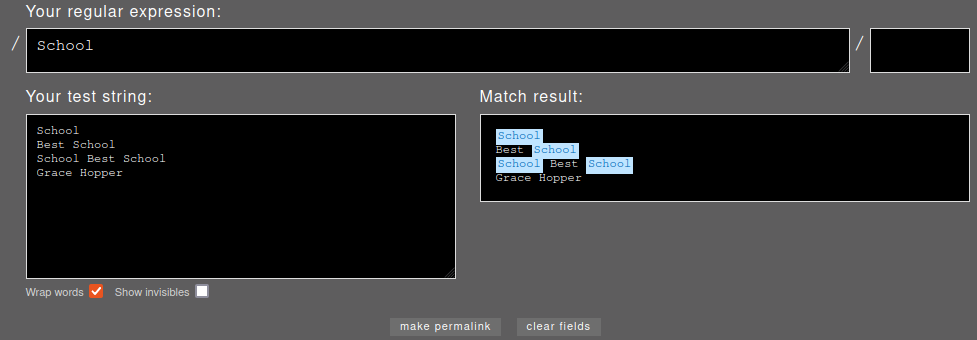 Your regular expression:
/ School /
Your test string:
School
Best School
School Best School
Grace Hopper
Match result:
School
Best School
School Best School
Grace Hopper
Wrap words Show invisibles
make permalink clear fields